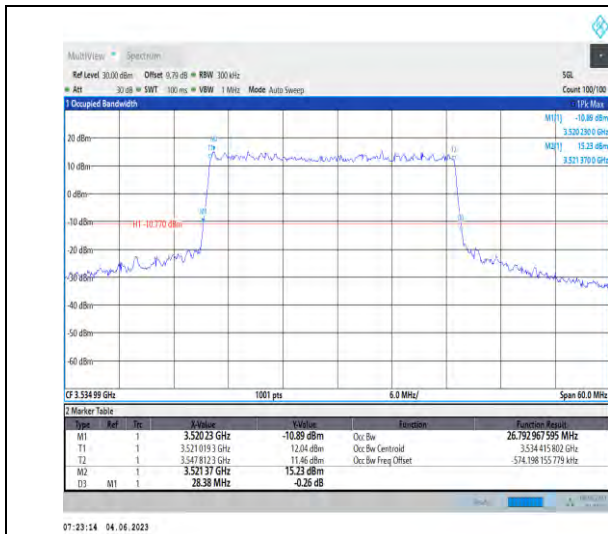 MultiView Spectrum
Ref Level 30.00 dBm Offset 9.79 dB RBW 300 kHz SGL
Att 30 dB SWT 100 ms VBW 1 MHz Mode Auto Sweep Count 100/100
1 Occupied Bandwidth 1Pk Max
M1[1] -10.89 dBm
3.520 230 0 GHz
M2[1] 15.23 dBm
3.521 370 0 GHz
20 dBm
M2
T1
T2
10 dBm
0 dBm
M1
-10 dBm
H1 -10.770 dBm
D3
-20 dBm
-30 dBm
-40 dBm
-50 dBm
-60 dBm
CF 3.534 99 GHz 1001 pts 6.0 MHz/ Span 60.0 MHz
2 Marker Table
Type Ref Trc X-Value Y-Value Function Function Result
M1 1 3.520 23 GHz -10.89 dBm Occ Bw 26.792 967 595 MHz
T1 1 3.521 019 3 GHz 12.04 dBm Occ Bw Centroid 3.534 415 802 GHz
T2 1 3.547 812 3 GHz 11.46 dBm Occ Bw Freq Offset -574.198 155 779 kHz
M2 1 3.521 37 GHz 15.23 dBm
D3 M1 1 28.38 MHz -0.26 dB
07:23:14 04.06.2023